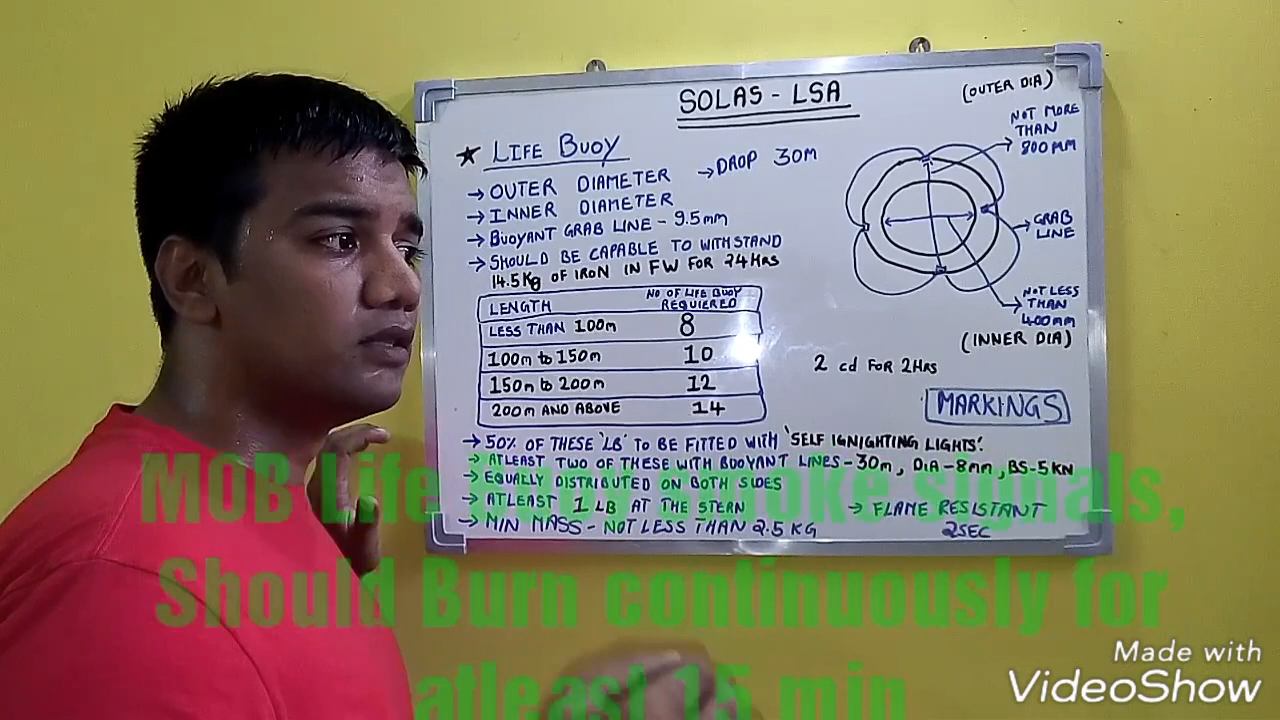 SOLAS - LSA
★ LIFE BUOY
→ OUTER DIAMETER
→ DROP 30M
→ INNER DIAMETER
→ BUOYANT GRAB LINE - 9.5mm
→ SHOULD BE CAPABLE TO WITHSTAND
14.5Kg OF IRON IN FW FOR 24HRS
LENGTH NO OF LIFE BUOY REQUIERED
LESS THAN 100m 8
100m to 150m 10
150m to 200m 12
200m AND ABOVE 14
(OUTER DIA)
NOT MORE
THAN
800MM
GRAB
LINE
NOT LESS
THAN
400MM
(INNER DIA)
2 cd FOR 2HRS
MARKINGS
→ 50% OF THESE 'LB' TO BE FITTED WITH 'SELF IGNIGHTING LIGHTS'.
→ ATLEAST TWO OF THESE WITH BUOYANT LINES - 30m, DIA - 8mm, BS-5KN
→ EQUALLY DISTRIBUTED ON BOTH SIDES
→ ATLEAST 1 LB AT THE STERN
→ FLAME RESISTANT
2SEC
→ MIN MASS - NOT LESS THAN 2.5 KG
MOB Life smoke signals,
Should Burn continuously for
atleast 15 min
Made with
VideoShow